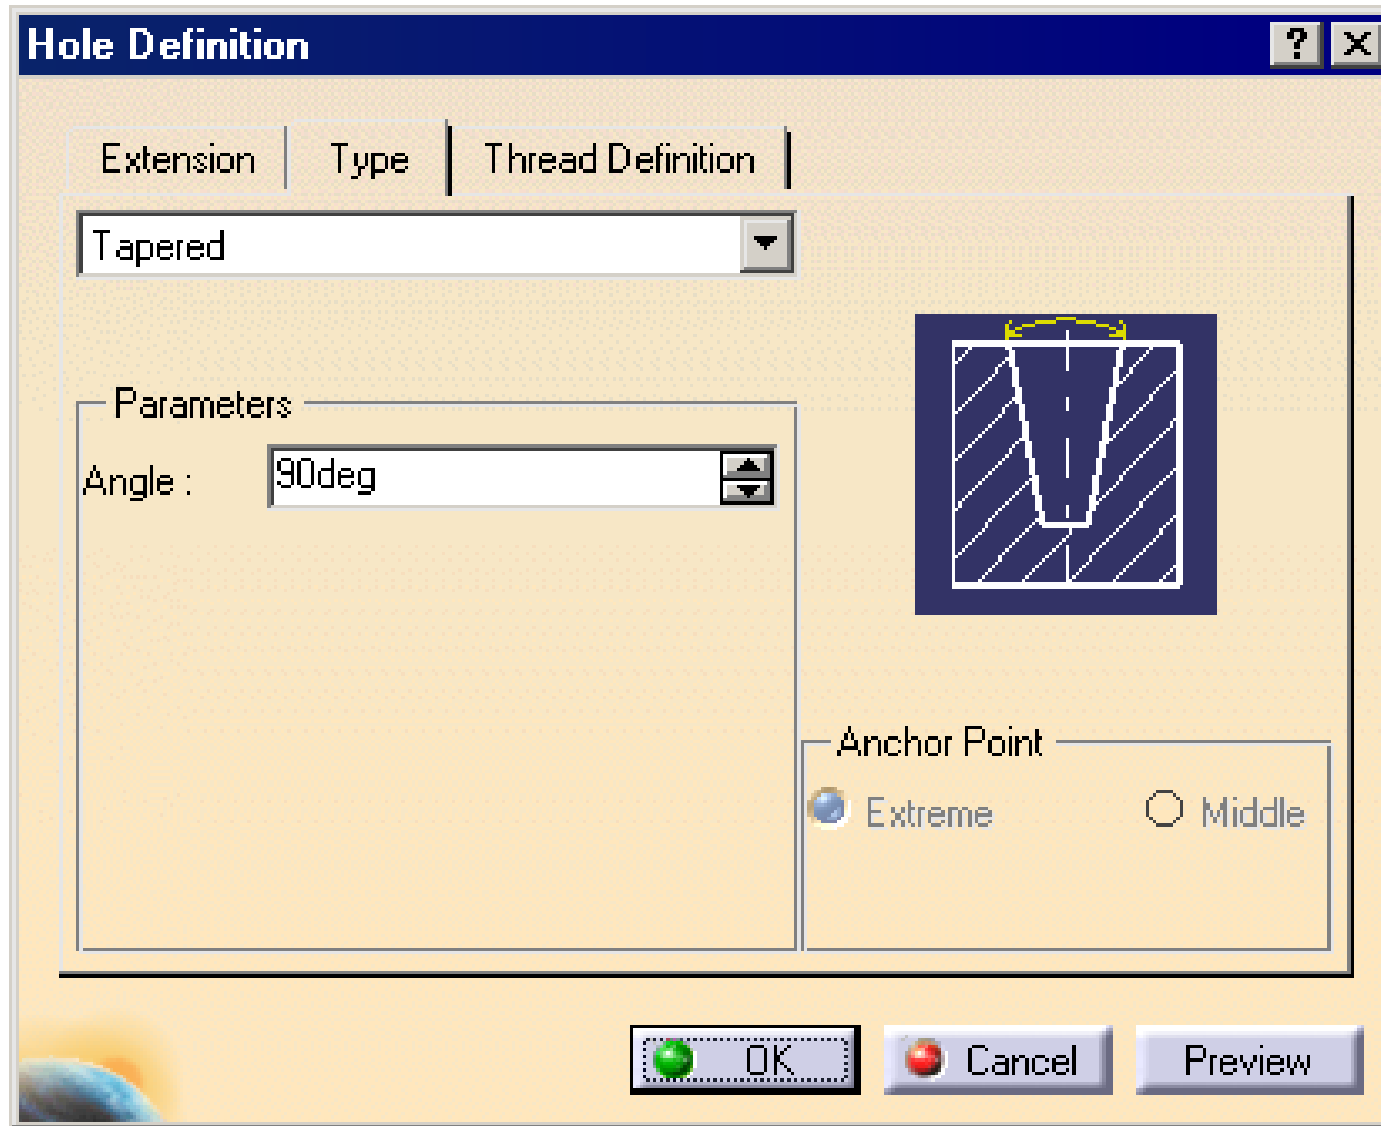 Hole Definition
Extension Type Thread Definition
Tapered
Parameters
Angle : 90deg
Anchor Point
Extreme Middle
OK Cancel Preview